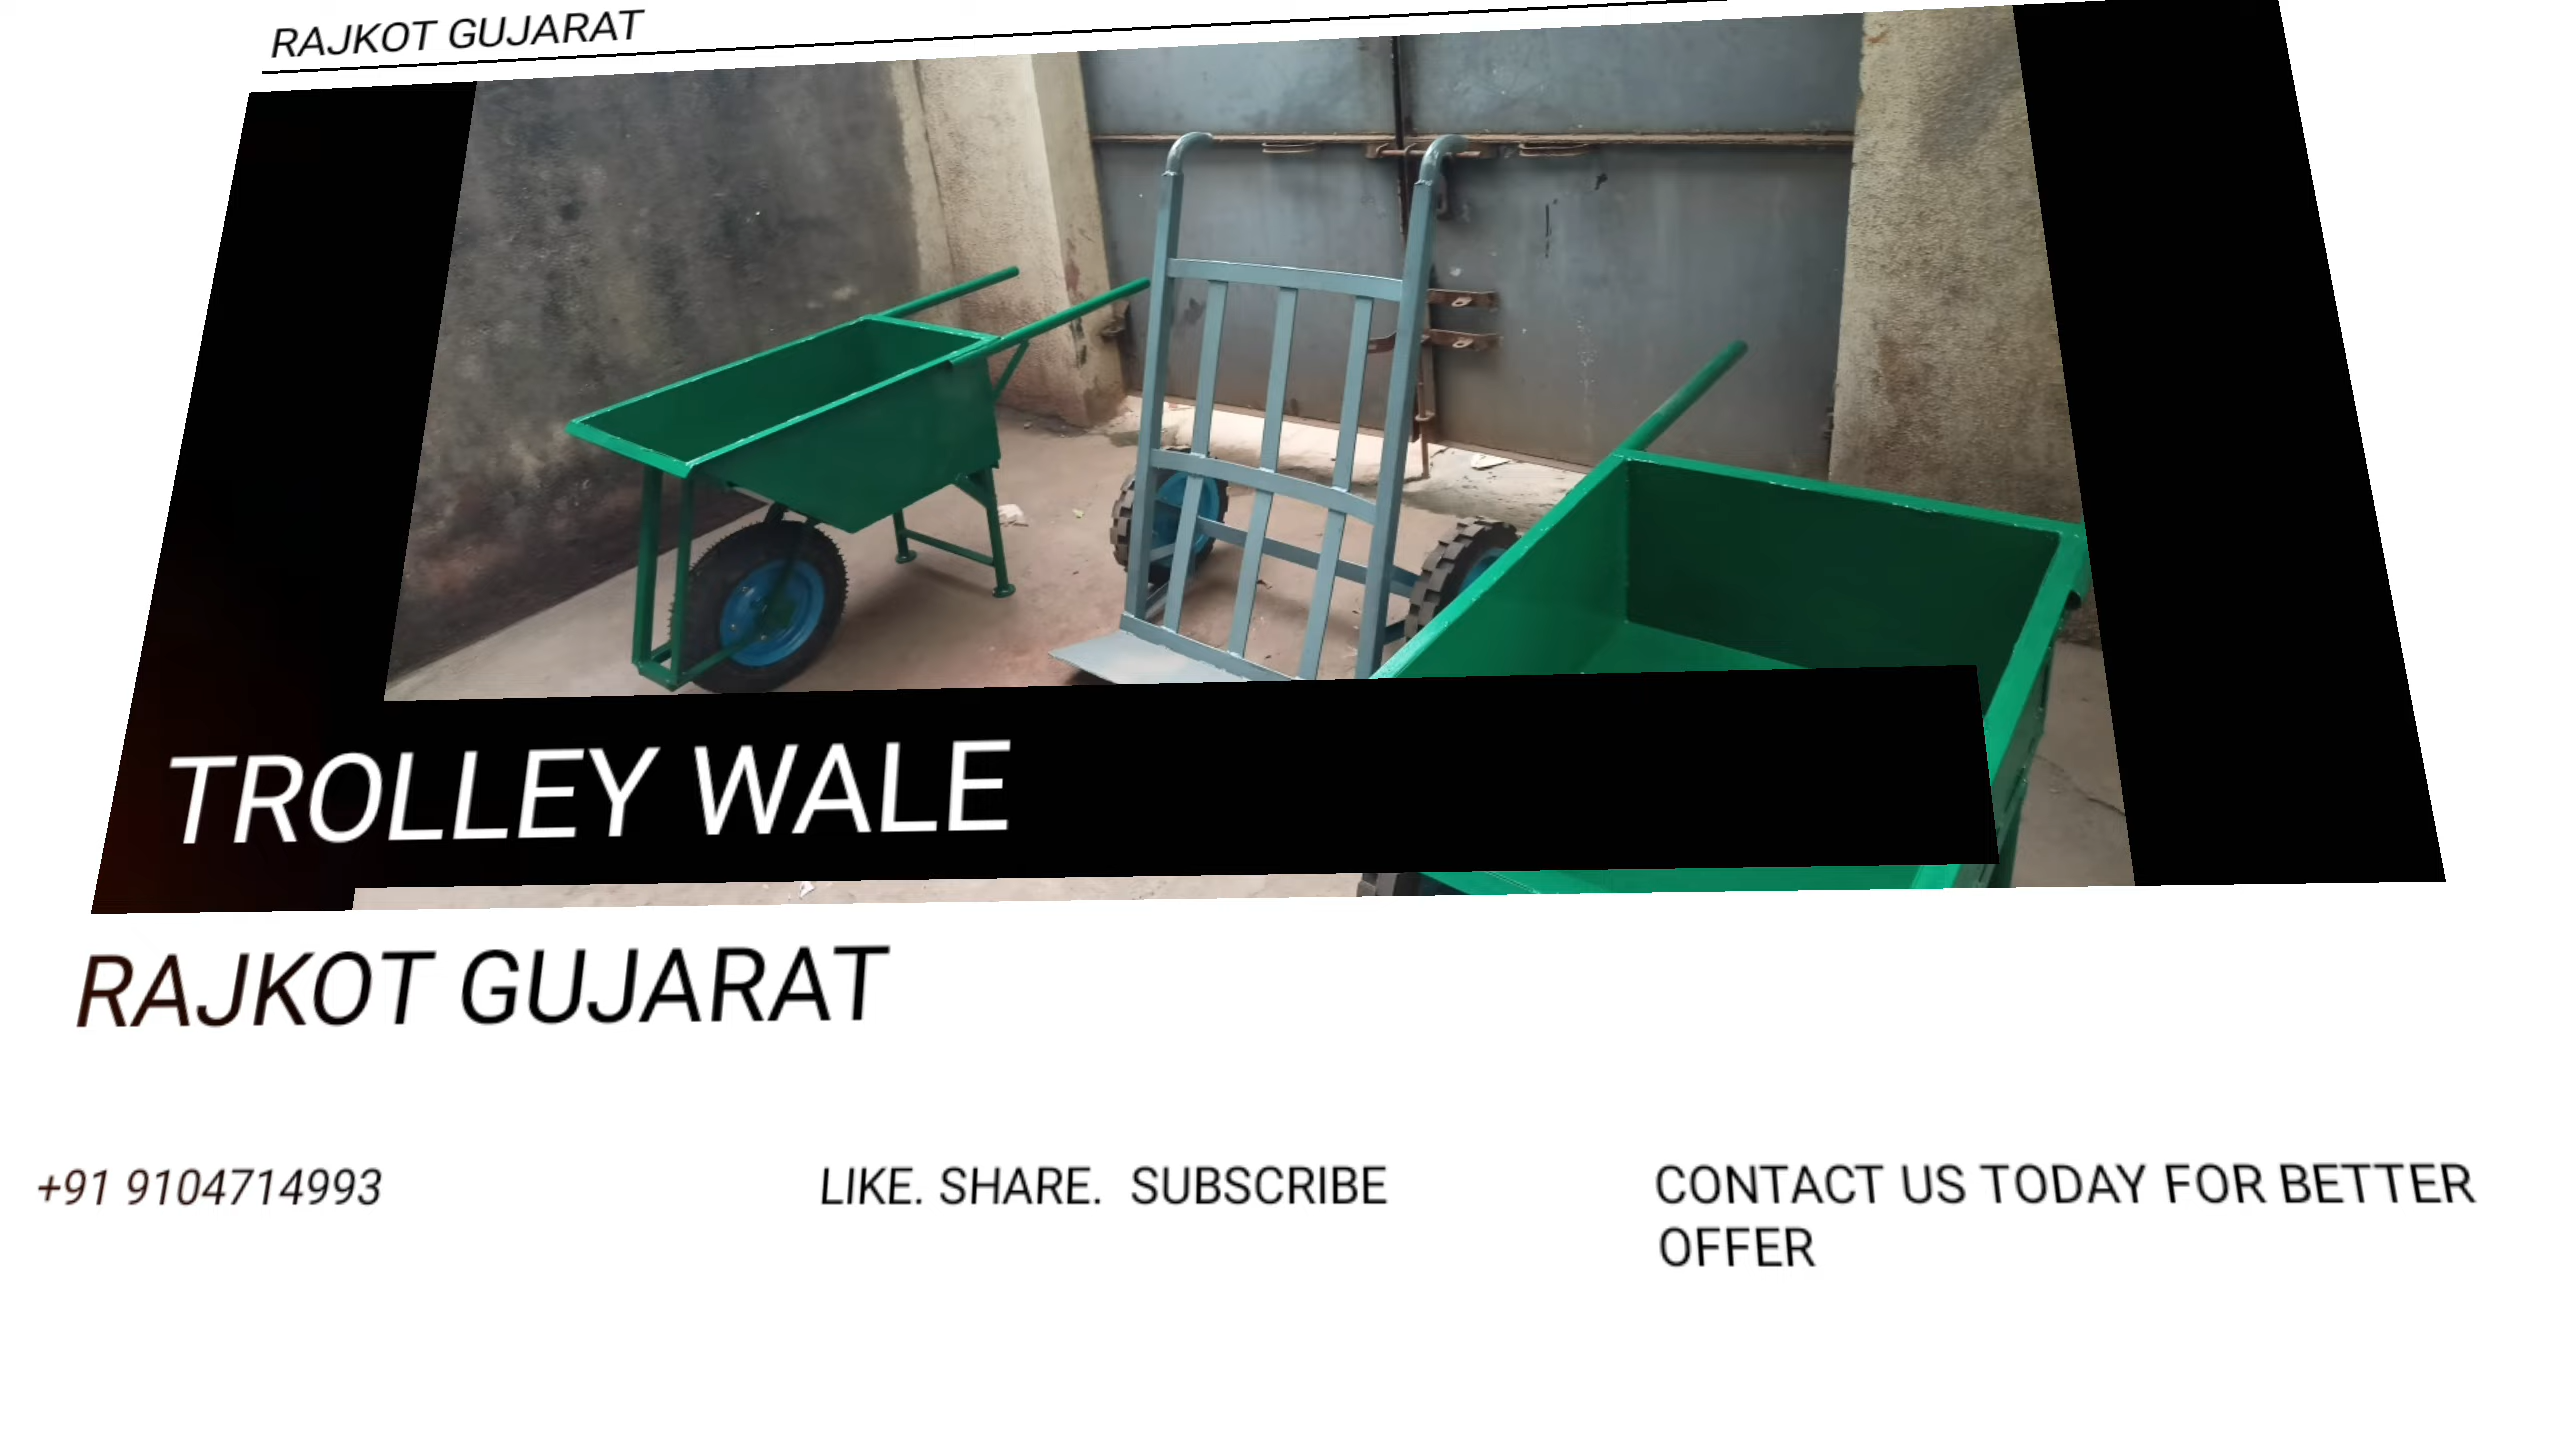 RAJKOT GUJARAT
TROLLEY WALE
RAJKOT GUJARAT
+91 9104714993
LIKE. SHARE.  SUBSCRIBE
CONTACT US TODAY FOR BETTER
OFFER